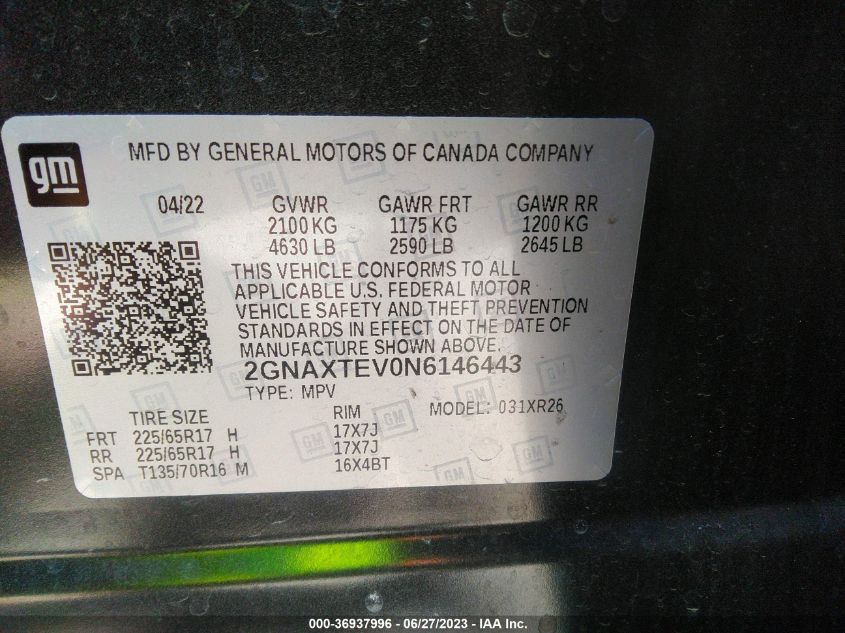 gm
MFD BY GENERAL MOTORS OF CANADA COMPANY
04/22 GVWR GAWR FRT GAWR RR
2100 KG 1175 KG 1200 KG
4630 LB 2590 LB 2645 LB
THIS VEHICLE CONFORMS TO ALL
APPLICABLE U.S. FEDERAL MOTOR
VEHICLE SAFETY AND THEFT PREVENTION
STANDARDS IN EFFECT ON THE DATE OF
MANUFACTURE SHOWN ABOVE.
2GNAXTEV0N6146443
TYPE: MPV
TIRE SIZE RIM MODEL: 031XR26
FRT 225/65R17 H 17X7J
RR 225/65R17 H 17X7J
SPA T135/70R16 M 16X4BT
000-36937996 - 06/27/2023 - IAA Inc.